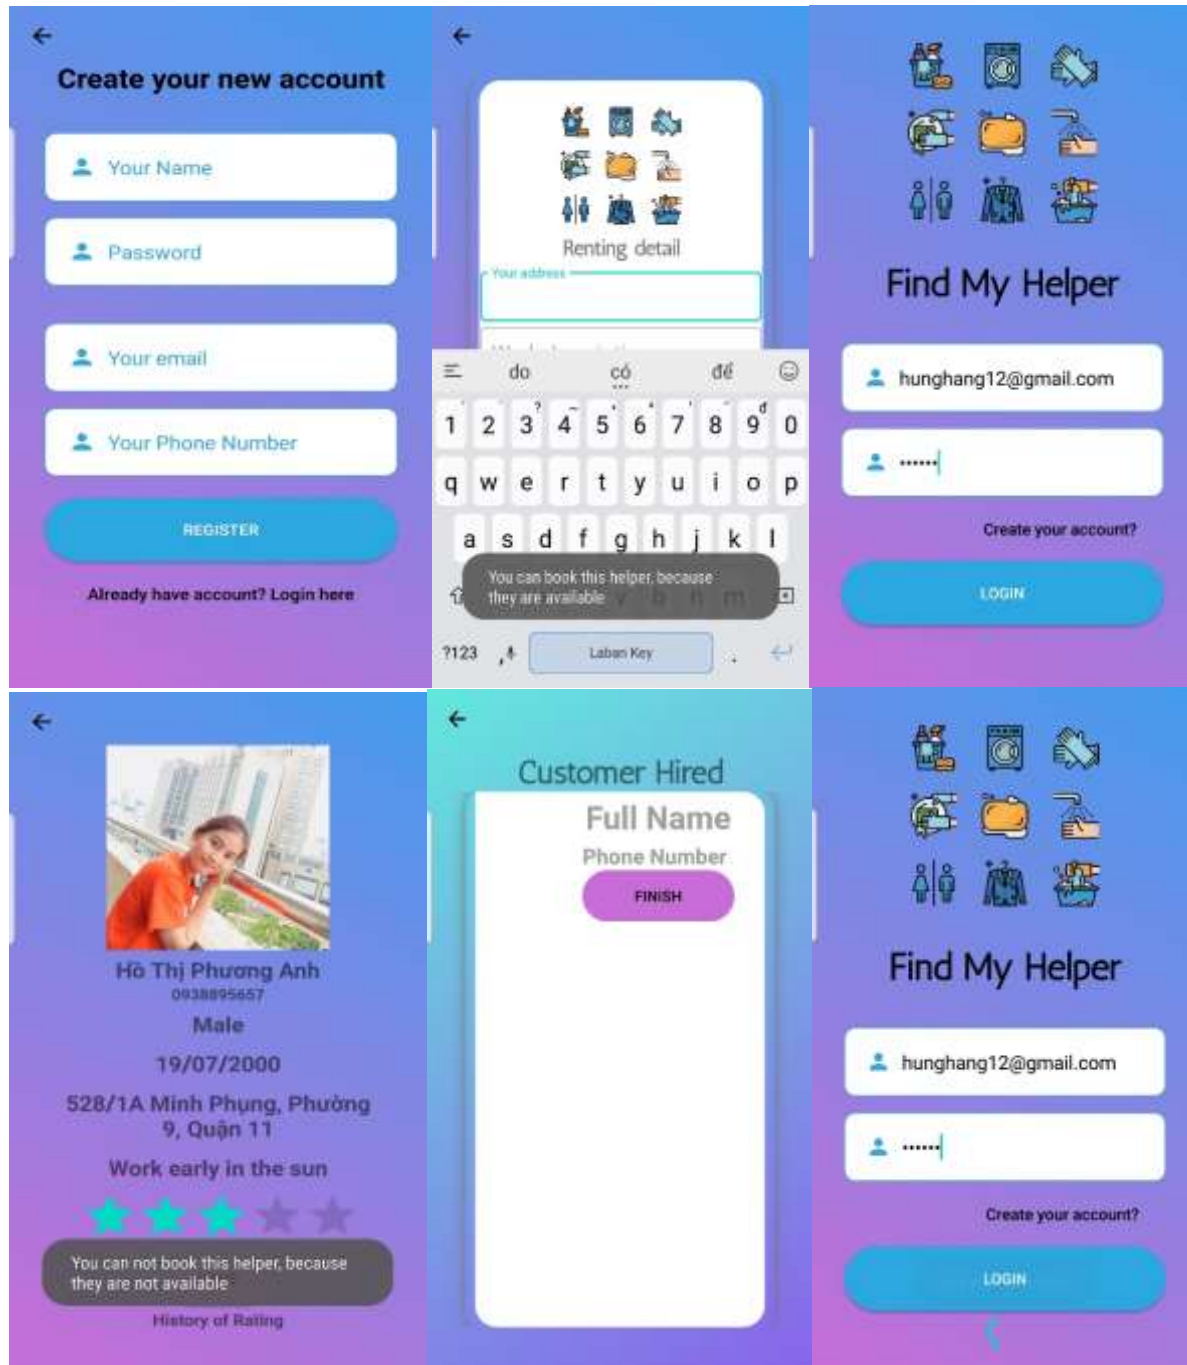 Create your new account
Your Name
Password
Your email
Your Phone Number
REGISTER
Already have account? Login here
Renting detail
Your address
do có để
1 2 3 4 5 6 7 8 9 0
? ~ đ
q w e r t y u i o p
a s d f g h j k l
v b n m
You can book this helper, because
they are available
?123 , Laban Key .
Find My Helper
hunghang12@gmail.com
••••••
Create your account?
LOGIN
Hồ Thị Phương Anh
0938895657
Male
19/07/2000
528/1A Minh Phụng, Phường
9, Quận 11
Work early in the sun
You can not book this helper, because
they are not available
History of Rating
Customer Hired
Full Name
Phone Number
FINISH
Find My Helper
hunghang12@gmail.com
••••••
Create your account?
LOGIN